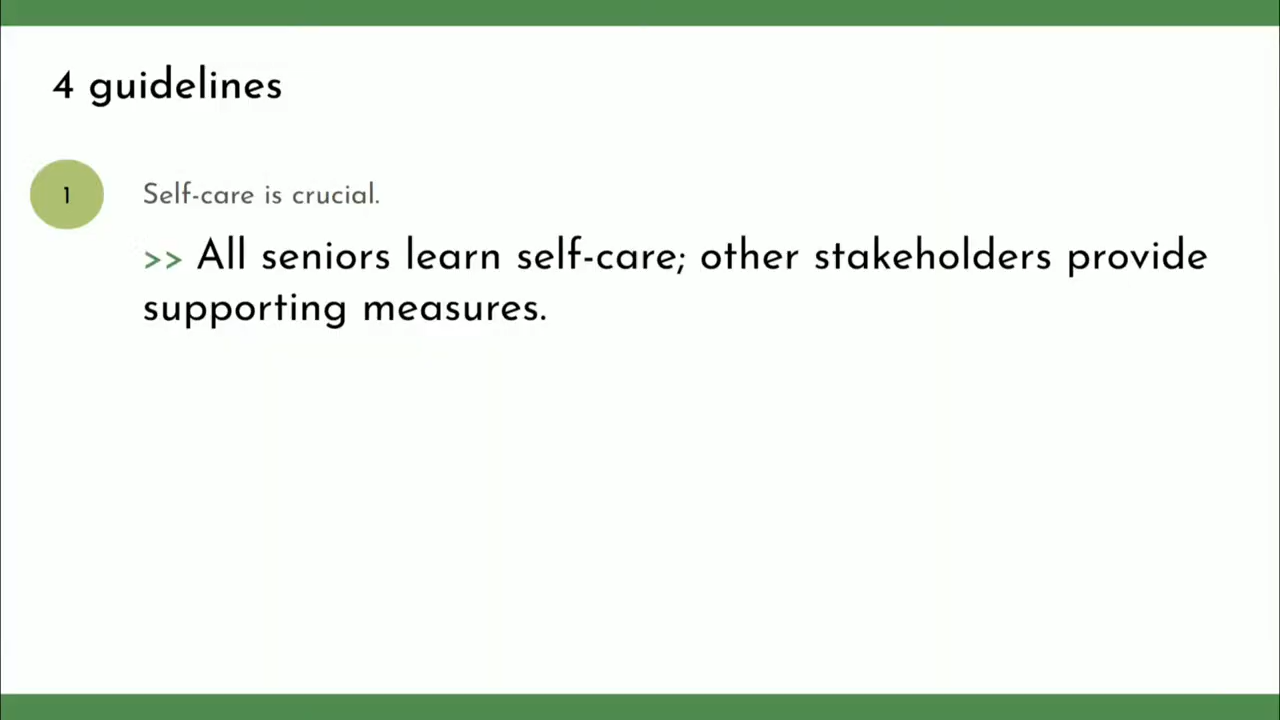 4 guidelines
1
Self-care is crucial.
>> All seniors learn self-care; other stakeholders provide
supporting measures.